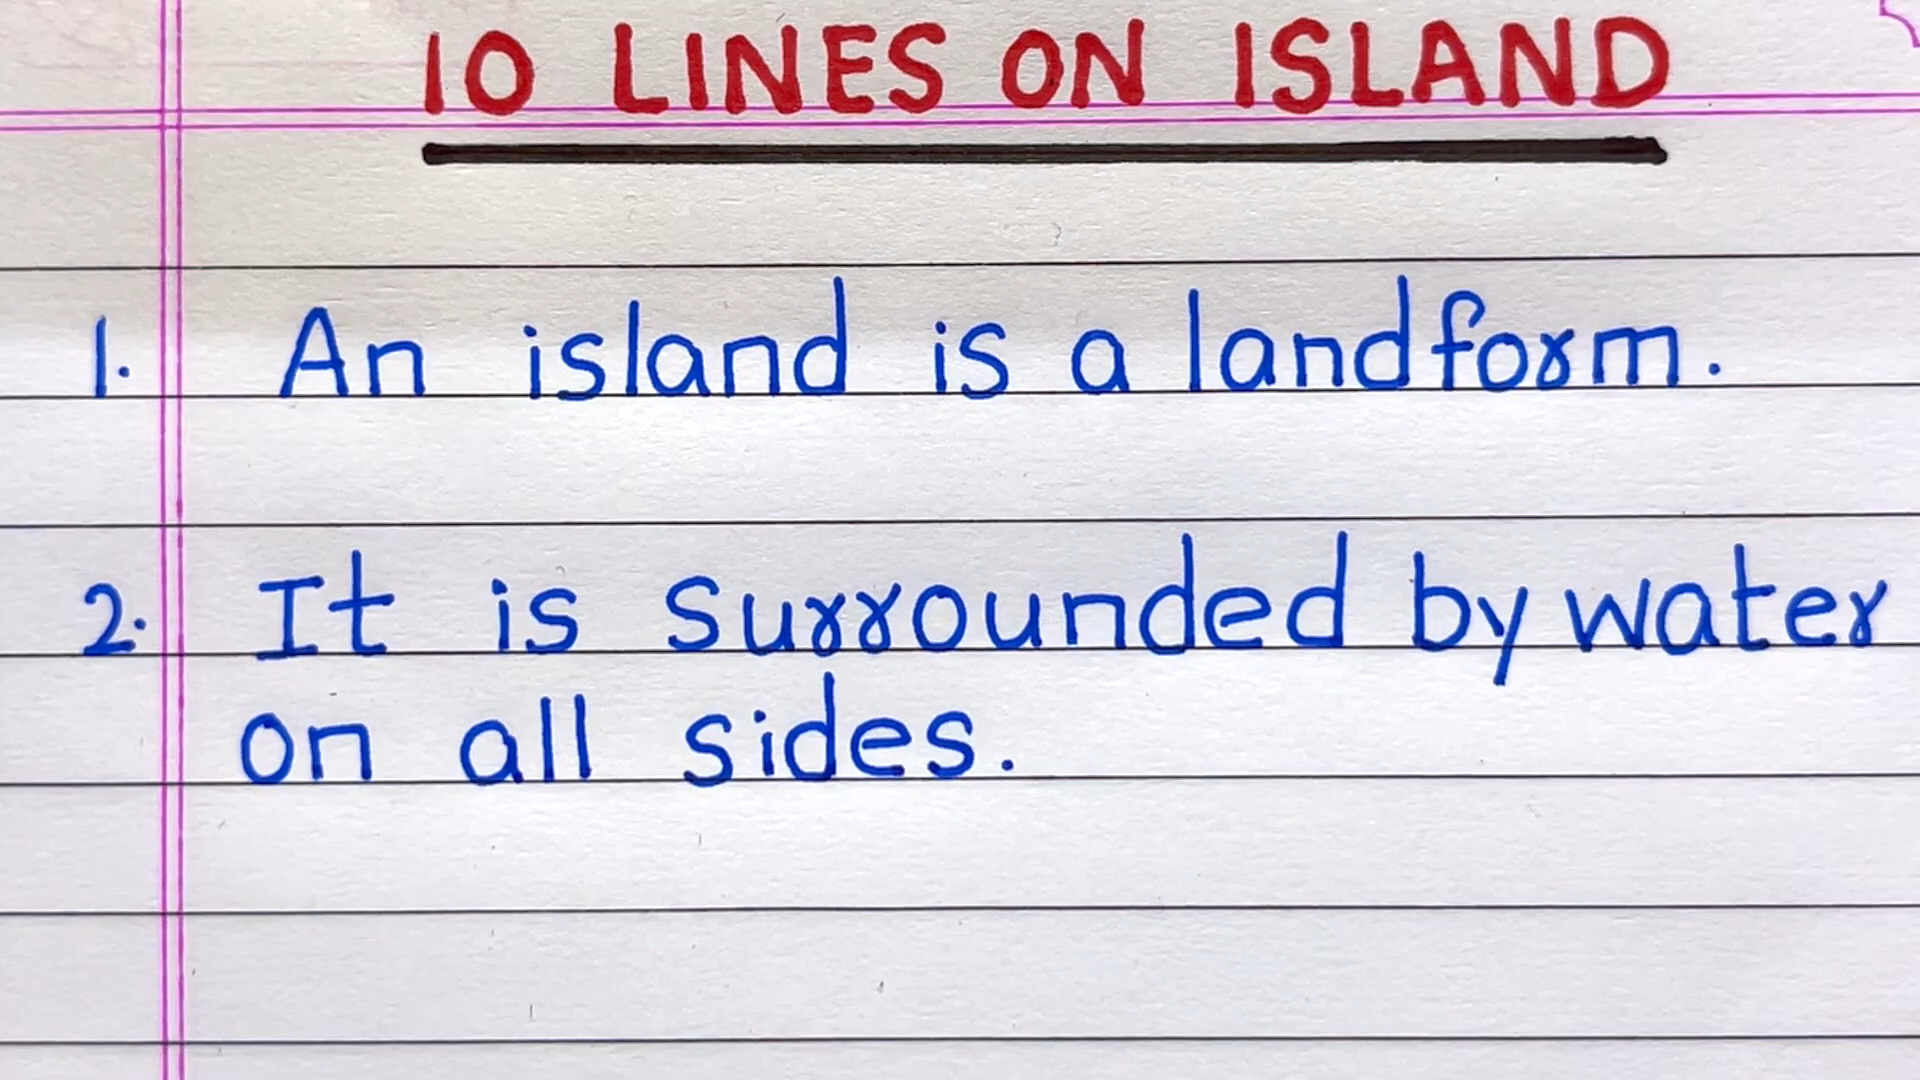 10 LINES ON ISLAND
1. An island is a landform.
2. It is surrounded by water
on all sides.